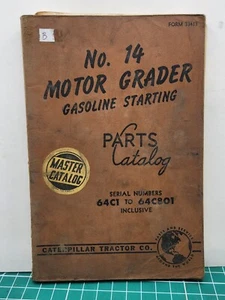 FORM
B
No. 14
MOTOR GRADER
GASOLINE STARTING
PARTS
Catalog
MASTER
CATALOG
SERIAL NUMBERS
64C1 TO 64C801
INCLUSIVE
CATERPILLAR TRACTOR CO.